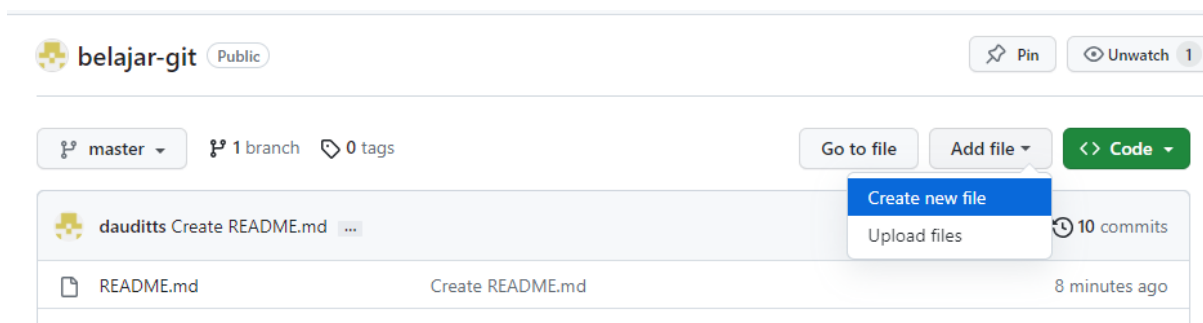 belajar-git Public Pin Unwatch 1
master 1 branch 0 tags Go to file Add file <> Code
Create new file
dauditts Create README.md ... 10 commits
Upload files
README.md Create README.md 8 minutes ago